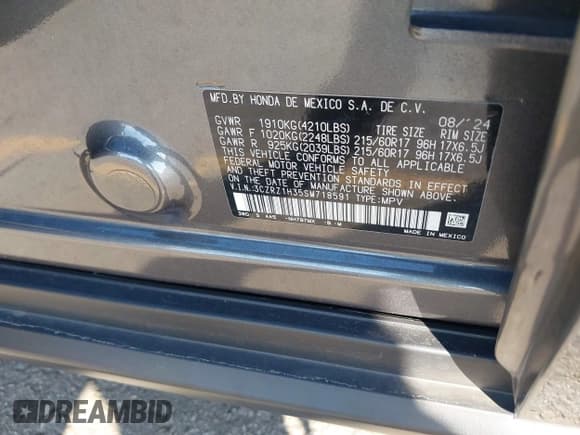 MFD.BY HONDA DE MEXICO S.A. DE C.V.
08/'24
GVWR 1910KG(4210LBS) TIRE SIZE RIM SIZE
GAWR F 1020KG(2248LBS) 215/60R17 96H 17X6.5J
GAWR R 925KG(2039LBS) 215/60R17 96H 17X6.5J
THIS VEHICLE CONFORMS TO ALL APPLICABLE
FEDERAL MOTOR VEHICLE SAFETY
AND THEFT PREVENTION STANDARDS IN EFFECT
ON THE DATE OF MANUFACTURE SHOWN ABOVE.
V.I.N.:3CZRZ1H35SM718591 TYPE:MPV
MADE IN MEXICO
DREAMBID